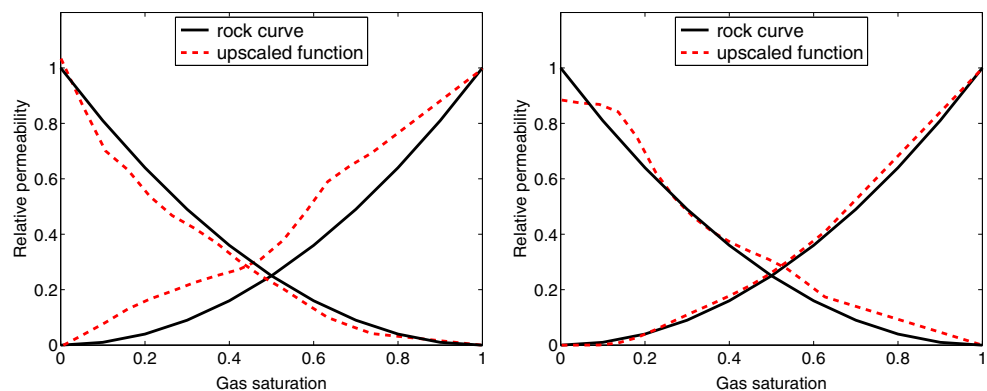 rock curve
upscaled function
Relative permeability
1
0.8
0.6
0.4
0.2
0
0 0.2 0.4 0.6 0.8 1
Gas saturation
rock curve
upscaled function
Relative permeability
1
0.8
0.6
0.4
0.2
0
0 0.2 0.4 0.6 0.8 1
Gas saturation